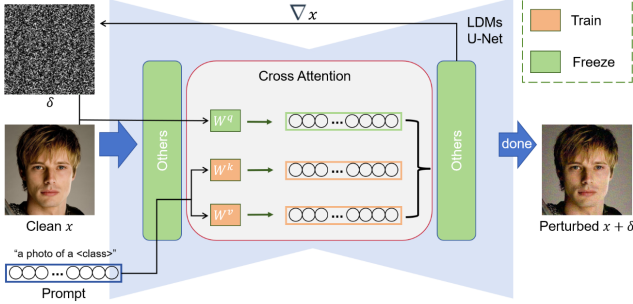 ∇x
LDMs
U-Net
Train
Freeze
δ
Cross Attention
Others
W^q
...
Others
W^k
...
W^v
...
done
Clean x
Perturbed x + δ
"a photo of a <class>"
...
Prompt